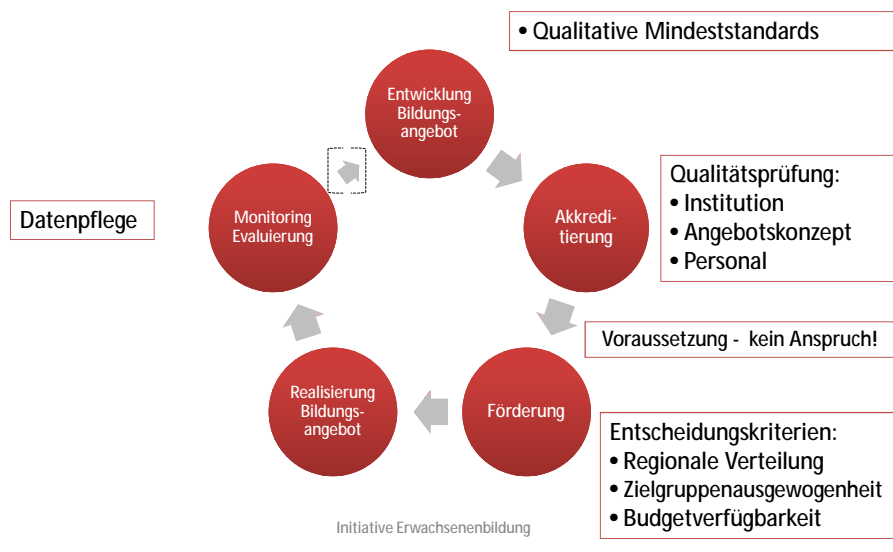 • Qualitative Mindeststandards
Entwicklung
Bildungs-
angebot
Qualitätsprüfung:
• Institution
• Angebotskonzept
• Personal
Akkredi-
tierung
Datenpflege
Monitoring
Evaluierung
Voraussetzung - kein Anspruch!
Realisierung
Bildungs-
angebot
Förderung
Entscheidungskriterien:
• Regionale Verteilung
• Zielgruppenausgewogenheit
• Budgetverfügbarkeit
Initiative Erwachsenenbildung